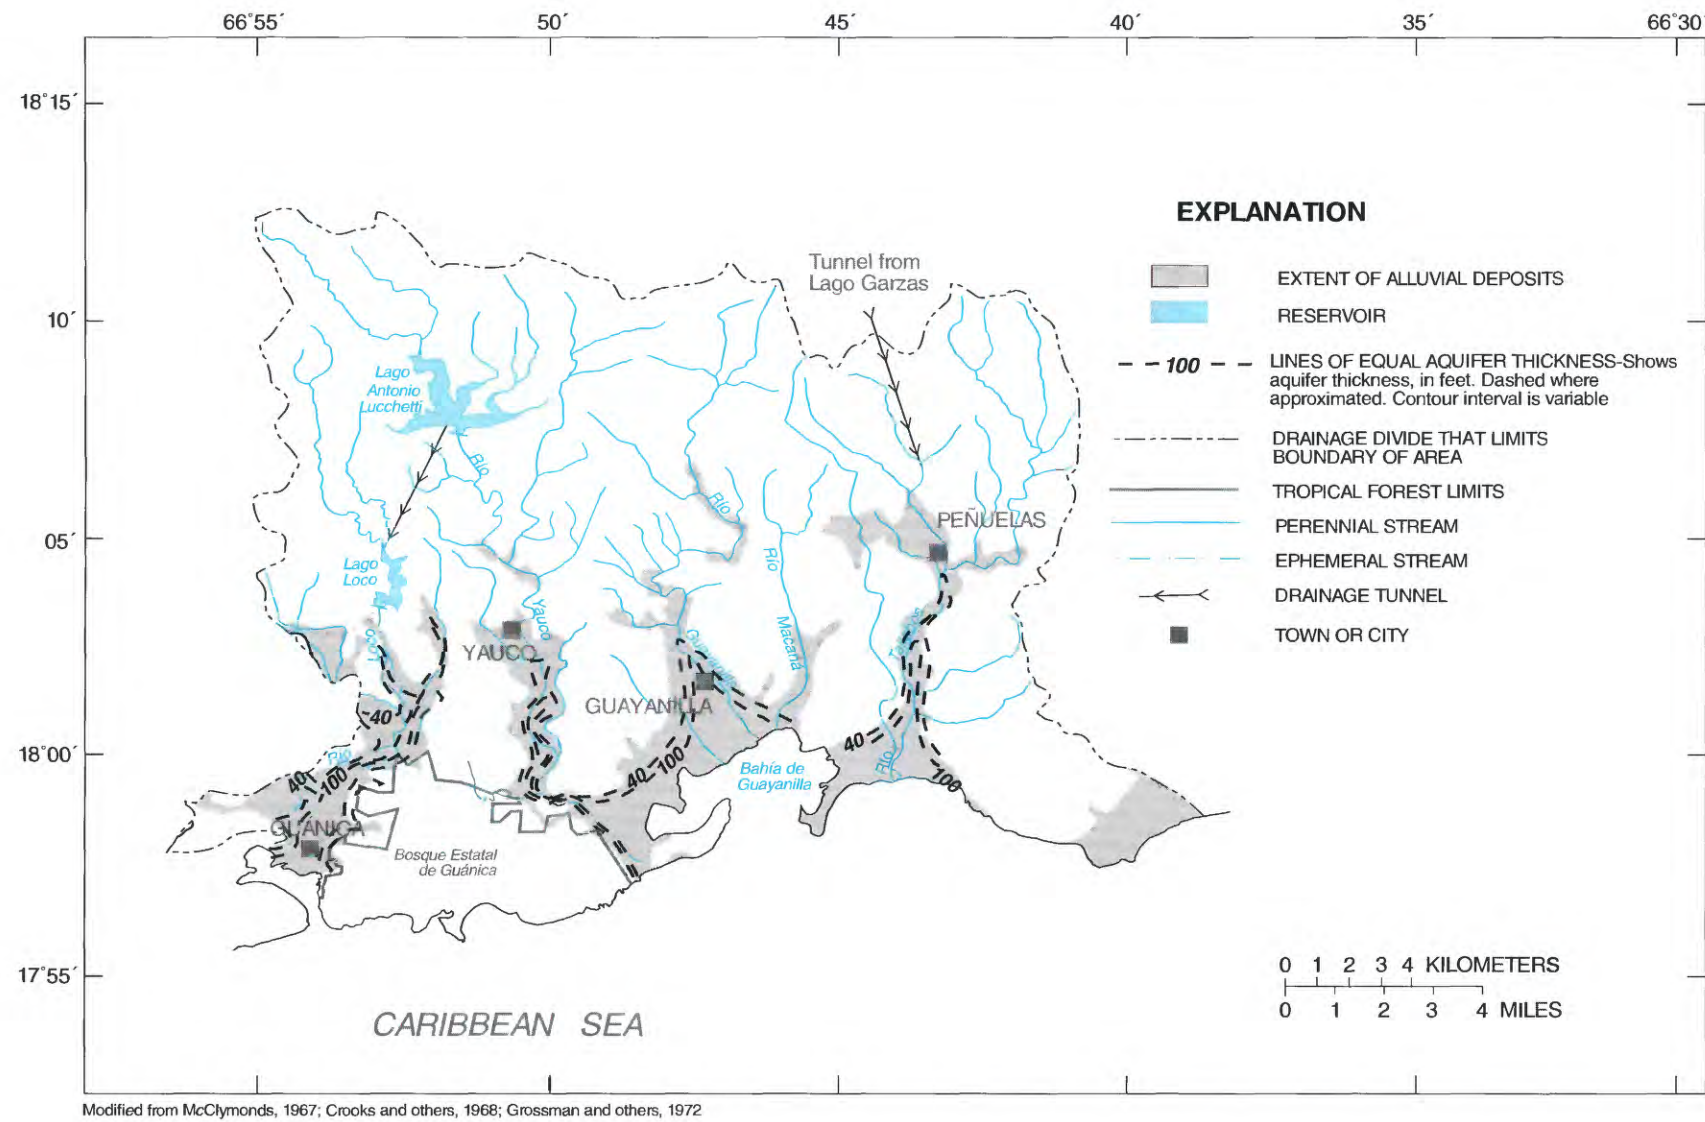 66°55´ 50´ 45´ 40´ 35´ 66°30
18°15´
10´
05´
18°00´
17°55´
Tunnel from
Lago Garzas
Lago
Antonio
Lucchetti
Río
Río
PEÑUELAS
Lago
Loco
Río
Yauco
Loco
Macaná
YAUCO
GUAYANILLA
40
Río
40
100
40
100
40
Río
100
Bahía de
Guayanilla
GUÁNICA
Bosque Estatal
de Guánica
CARIBBEAN SEA
EXPLANATION
EXTENT OF ALLUVIAL DEPOSITS
RESERVOIR
100 LINES OF EQUAL AQUIFER THICKNESS-Shows
aquifer thickness, in feet. Dashed where
approximated. Contour interval is variable
DRAINAGE DIVIDE THAT LIMITS
BOUNDARY OF AREA
TROPICAL FOREST LIMITS
PERENNIAL STREAM
EPHEMERAL STREAM
DRAINAGE TUNNEL
TOWN OR CITY
0 1 2 3 4 KILOMETERS
0 1 2 3 4 MILES
Modified from McClymonds, 1967; Crooks and others, 1968; Grossman and others, 1972